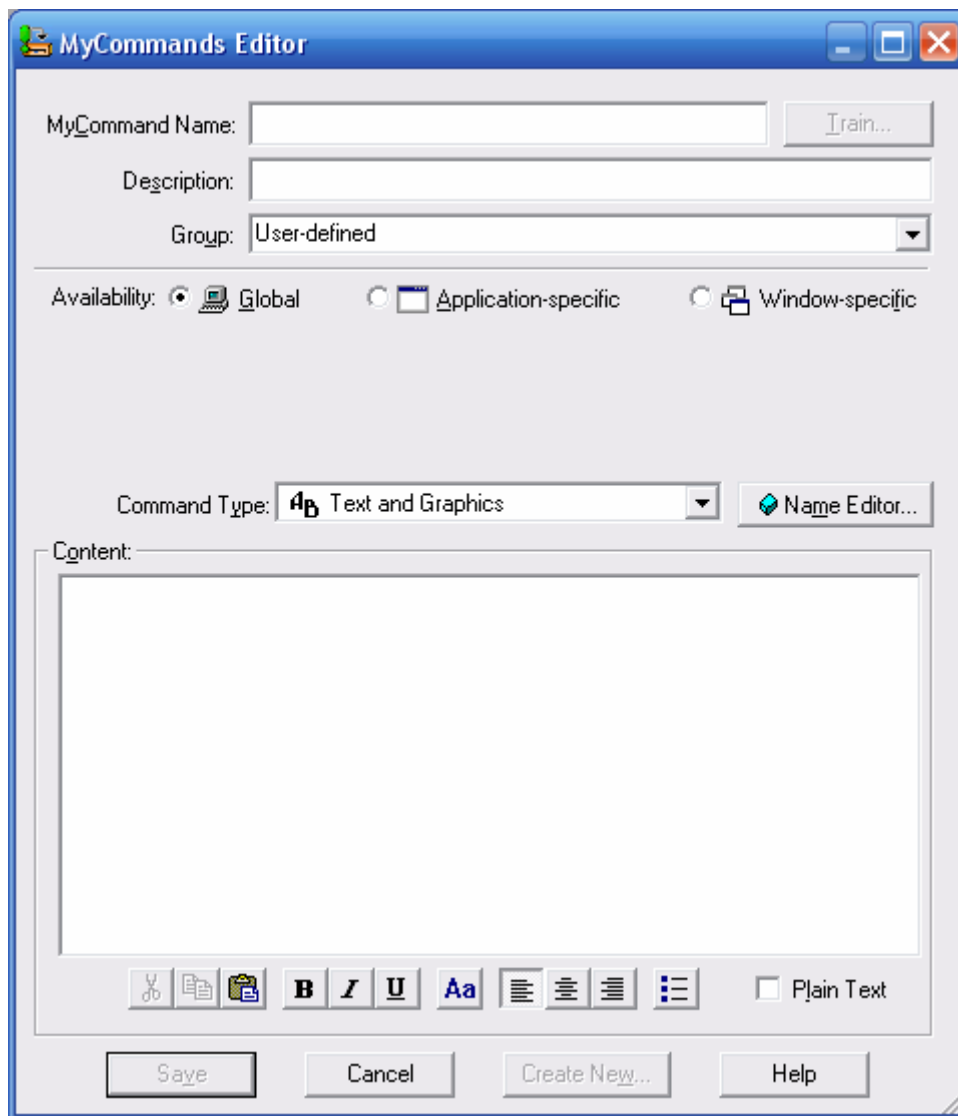 MyCommands Editor
MyCommand Name:
Train...
Description:
Group: User-defined
Availability: Global Application-specific Window-specific
Command Type: AB Text and Graphics Name Editor...
Content:
B I U Aa Plain Text
Save Cancel Create New... Help